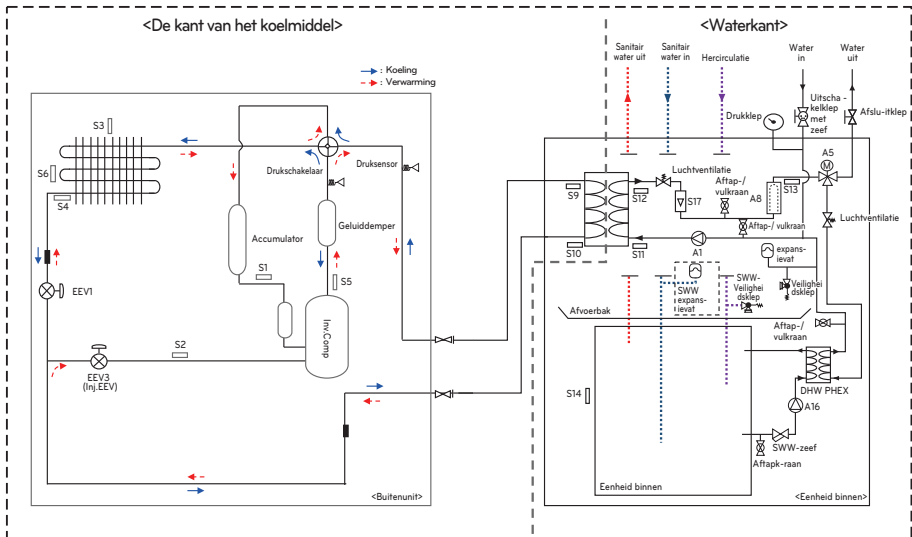 <De kant van het koelmiddel>
<Waterkant>
: Koeling
: Verwarming
Sanitair
water uit
Sanitair
water in
Hercirculatie
Water
in
Water
uit
Drukklep
Uitscha -
kelklep
met
zeef
Afslu-itklep
S3
S6
S4
Drukschakelaar
Druksensor
Geluiddemper
Accumulator
S1
S5
Inv.Comp
EEV1
S2
EEV3
(Inj.EEV)
<Buitenunit>
S9
S10
S12
S11
Luchtventilatie
S17
Aftap-/
vulkraan
A8
S13
A5
M
Luchtventilatie
Aftap-/ vulkraan
A1
expans-
ievat
SWW
expans-
ievat
SWW-
Veilighei
dsklep
Veilighei
dsklep
Afvoerbak
Aftap-/
vulkraan
DHW PHEX
S14
A16
SWW-zeef
Aftapk-raan
Eenheid binnen
<Eenheid binnen>